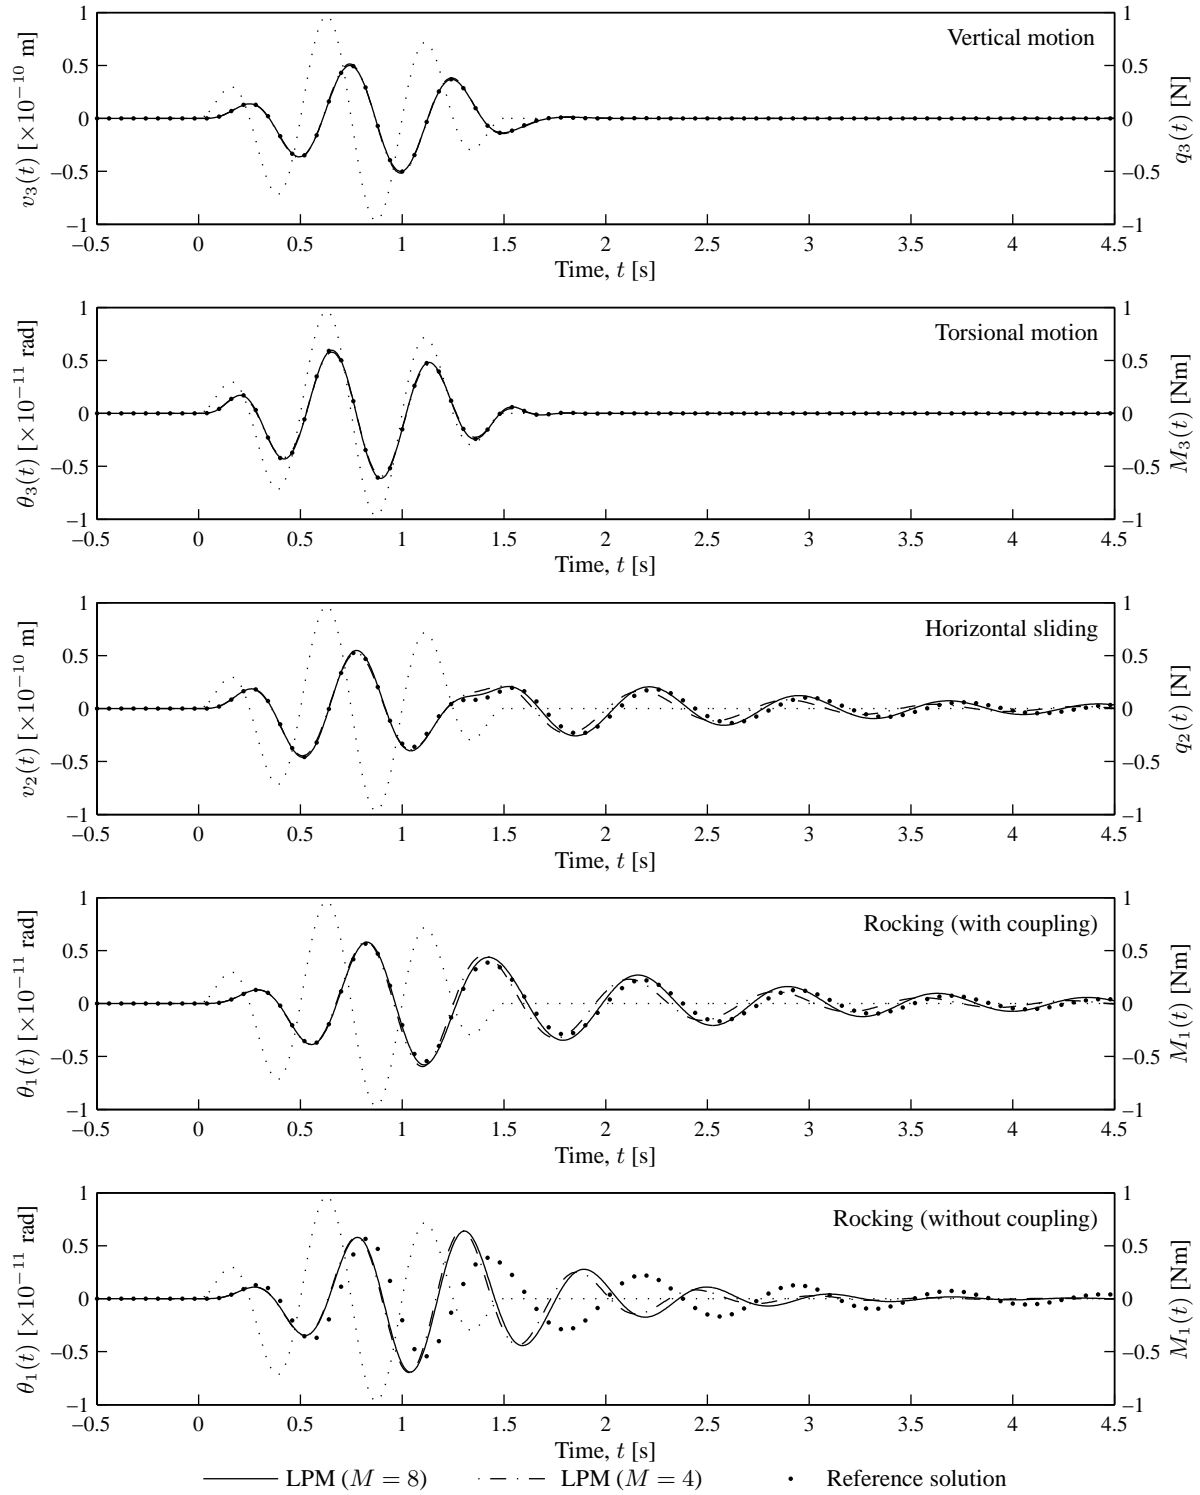 Vertical motion
v₃(t) [×10⁻¹⁰ m]
q₃(t) [N]
1
0.5
0
–0.5
–1
1
0.5
0
–0.5
–1
–0.5 0 0.5 1 1.5 2 2.5 3 3.5 4 4.5
Time, t [s]
Torsional motion
θ₃(t) [×10⁻¹¹ rad]
M₃(t) [Nm]
1
0.5
0
–0.5
–1
1
0.5
0
–0.5
–1
–0.5 0 0.5 1 1.5 2 2.5 3 3.5 4 4.5
Time, t [s]
Horizontal sliding
v₂(t) [×10⁻¹⁰ m]
q₂(t) [N]
1
0.5
0
–0.5
–1
1
0.5
0
–0.5
–1
–0.5 0 0.5 1 1.5 2 2.5 3 3.5 4 4.5
Time, t [s]
Rocking (with coupling)
θ₁(t) [×10⁻¹¹ rad]
M₁(t) [Nm]
1
0.5
0
–0.5
–1
1
0.5
0
–0.5
–1
–0.5 0 0.5 1 1.5 2 2.5 3 3.5 4 4.5
Time, t [s]
Rocking (without coupling)
θ₁(t) [×10⁻¹¹ rad]
M₁(t) [Nm]
1
0.5
0
–0.5
–1
1
0.5
0
–0.5
–1
–0.5 0 0.5 1 1.5 2 2.5 3 3.5 4 4.5
Time, t [s]
LPM (M = 8) LPM (M = 4) Reference solution